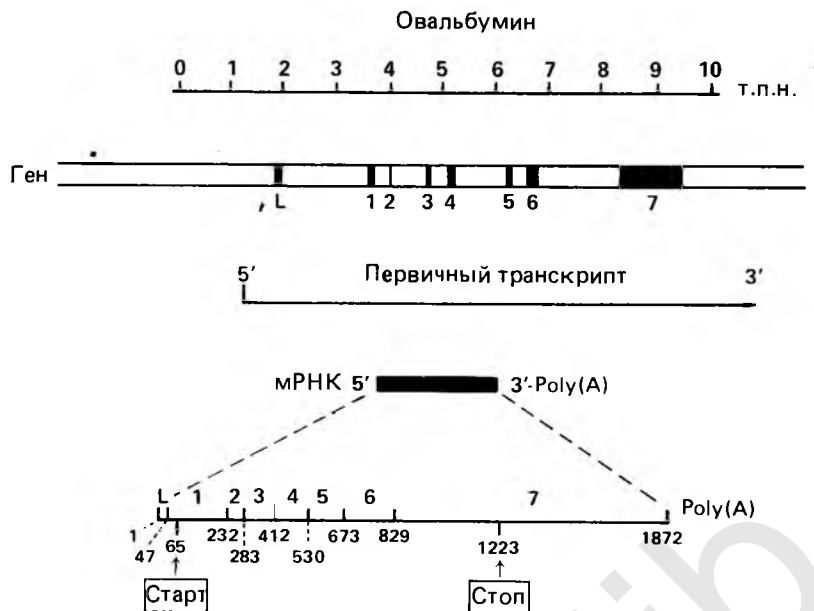 Овальбумин
0 1 2 3 4 5 6 7 8 9 10
т.п.н.
Ген
L 1 2 3 4 5 6 7
5′ Первичный транскрипт 3′
мРНК 5′ 3′-Poly(A)
L 1 2 3 4 5 6 7 Poly(A)
1 47 65 232 283 412 530 673 829 1223 1872
Старт Стоп